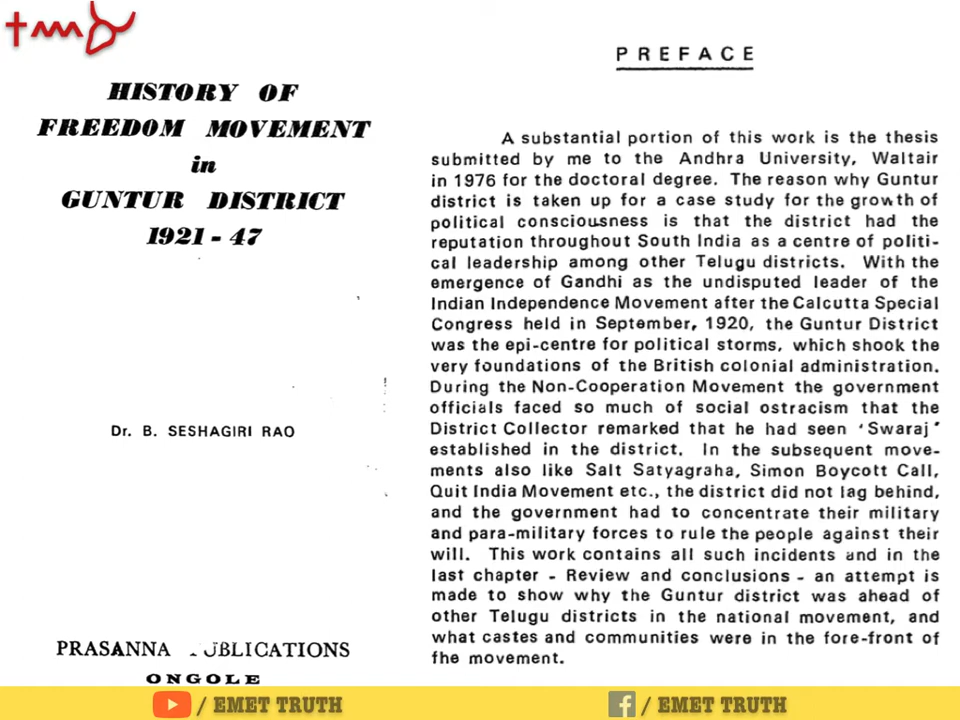 HISTORY OF
FREEDOM MOVEMENT
in
GUNTUR DISTRICT
1921 - 47
Dr. B. SESHAGIRI RAO
PRASANNA PUBLICATIONS
ONGOLE
PREFACE
A substantial portion of this work is the thesis
submitted by me to the Andhra University, Waltair
in 1976 for the doctoral degree. The reason why Guntur
district is taken up for a case study for the growth of
political consciousness is that the district had the
reputation throughout South India as a centre of politi-
cal leadership among other Telugu districts. With the
emergence of Gandhi as the undisputed leader of the
Indian Independence Movement after the Calcutta Special
Congress held in September, 1920, the Guntur District
was the epi-centre for political storms, which shook the
very foundations of the British colonial administration.
During the Non-Cooperation Movement the government
officials faced so much of social ostracism that the
District Collector remarked that he had seen 'Swaraj'
established in the district. In the subsequent move-
ments also like Salt Satyagraha, Simon Boycott Call,
Quit India Movement etc., the district did not lag behind,
and the government had to concentrate their military
and para-military forces to rule the people against their
will. This work contains all such incidents and in the
last chapter - Review and conclusions - an attempt is
made to show why the Guntur district was ahead of
other Telugu districts in the national movement, and
what castes and communities were in the fore-front of
fhe movement.
/ EMET TRUTH
/ EMET TRUTH